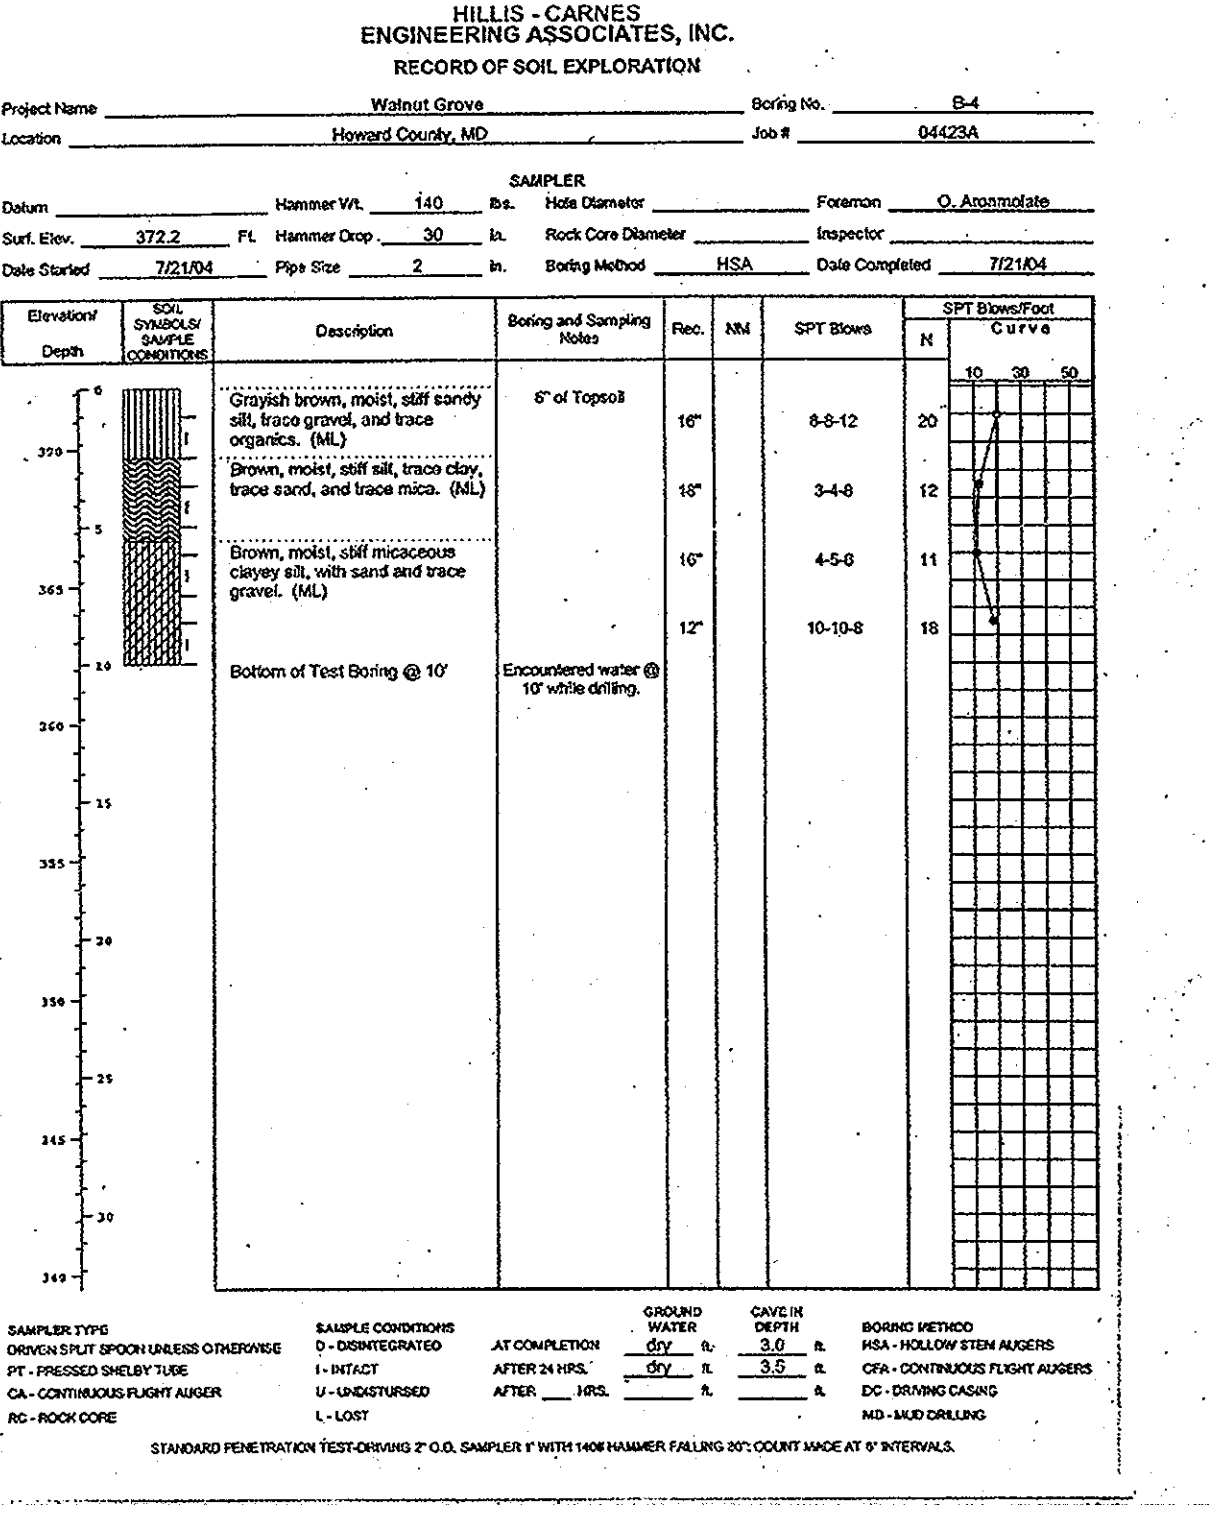 HILLIS - CARNES
ENGINEERING ASSOCIATES, INC.
RECORD OF SOIL EXPLORATION
Project Name Walnut Grove Boring No. B-4
Location Howard County, MD Job # 04423A
SAMPLER
Datum Hammer Wt. 140 lbs. Hole Diameter Foreman O. Aronmolate
Surf. Elev. 372.2 Ft. Hammer Drop 30 in. Rock Core Diameter Inspector
Date Started 7/21/04 Pipe Size 2 in. Boring Method HSA Date Completed 7/21/04
Elevation/ SOIL SPT Blows/Foot
SYMBOLS/ Description Boring and Sampling Rec. NM SPT Blows N Curve
Depth SAMPLE Notes
CONDITIONS 10 30 50
0 Grayish brown, moist, stiff sandy 6" of Topsoil
silt, trace gravel, and trace 16" 8-8-12 20
organics. (ML) I
370
Brown, moist, stiff silt, trace clay,
trace sand, and trace mica. (ML) 18" 3-4-8 12
I
5
Brown, moist, stiff micaceous 16" 4-5-6 11
clayey silt, with sand and trace I
365 gravel. (ML)
12" 10-10-8 18
I
10 Bottom of Test Boring @ 10' Encountered water @
10' while drilling.
360
15
355
20
350
25
345
30
340
GROUND CAVE IN
SAMPLER TYPE SAMPLE CONDITIONS WATER DEPTH BORING METHOD
DRIVEN SPLIT SPOON UNLESS OTHERWISE D - DISINTEGRATED AT COMPLETION dry ft. 3.0 ft. HSA - HOLLOW STEM AUGERS
PT - PRESSED SHELBY TUBE I - INTACT AFTER 24 HRS. dry ft. 3.5 ft. CFA - CONTINUOUS FLIGHT AUGERS
CA - CONTINUOUS FLIGHT AUGER U - UNDISTURBED AFTER HRS. ft. ft. DC - DRIVING CASING
RC - ROCK CORE L - LOST MD - MUD DRILLING
STANDARD PENETRATION TEST-DRIVING 2" O.D. SAMPLER 1' WITH 140# HAMMER FALLING 30": COUNT MADE AT 6" INTERVALS.